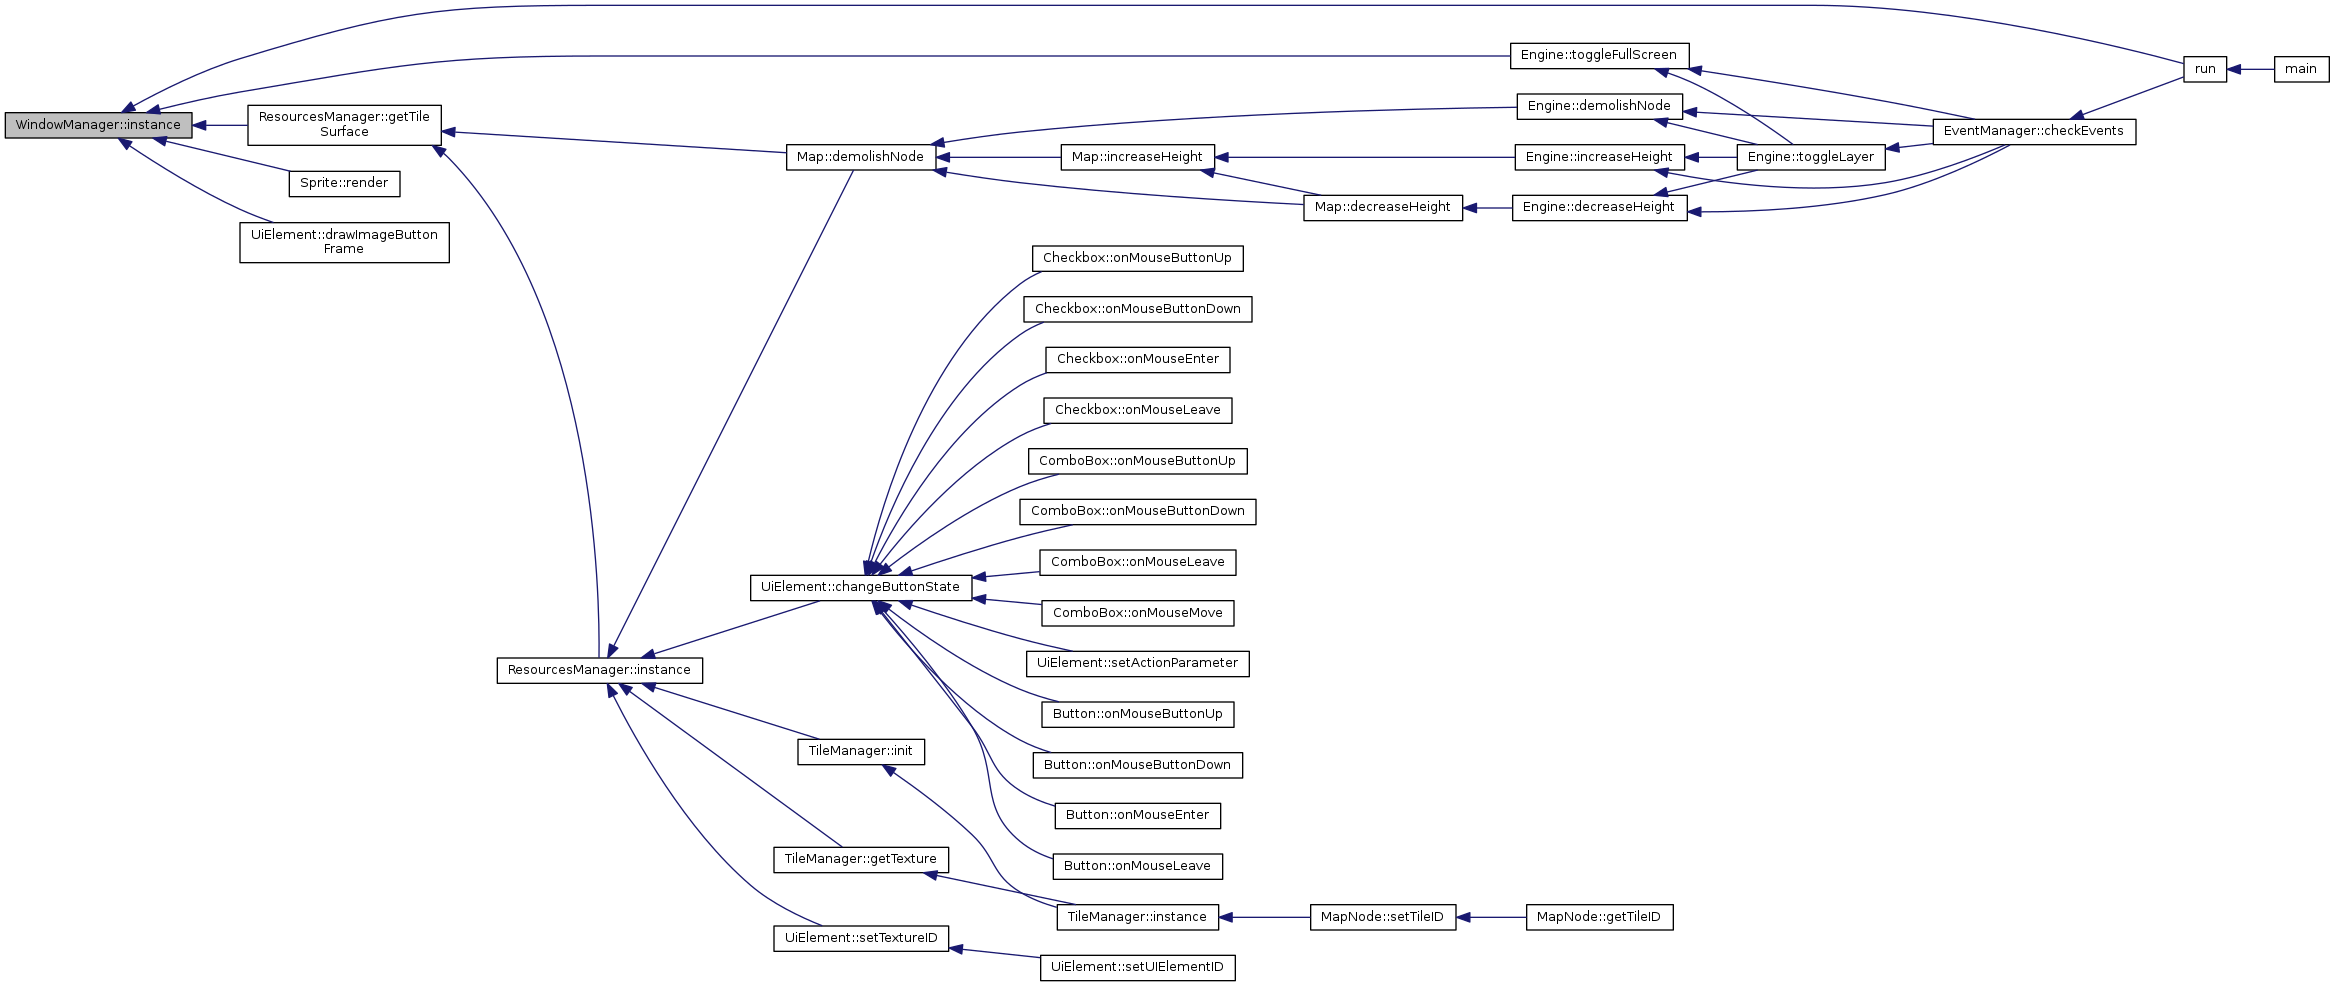 Engine::toggleFullScreen
run
main
WindowManager::instance
ResourcesManager::getTile
Surface
Engine::demolishNode
EventManager::checkEvents
Map::demolishNode
Map::increaseHeight
Engine::increaseHeight
Engine::toggleLayer
Sprite::render
Map::decreaseHeight
Engine::decreaseHeight
UiElement::drawImageButton
Frame
Checkbox::onMouseButtonUp
Checkbox::onMouseButtonDown
Checkbox::onMouseEnter
Checkbox::onMouseLeave
ComboBox::onMouseButtonUp
ComboBox::onMouseButtonDown
ComboBox::onMouseLeave
UiElement::changeButtonState
ComboBox::onMouseMove
UiElement::setActionParameter
ResourcesManager::instance
Button::onMouseButtonUp
TileManager::init
Button::onMouseButtonDown
Button::onMouseEnter
TileManager::getTexture
Button::onMouseLeave
TileManager::instance
MapNode::setTileID
MapNode::getTileID
UiElement::setTextureID
UiElement::setUIElementID